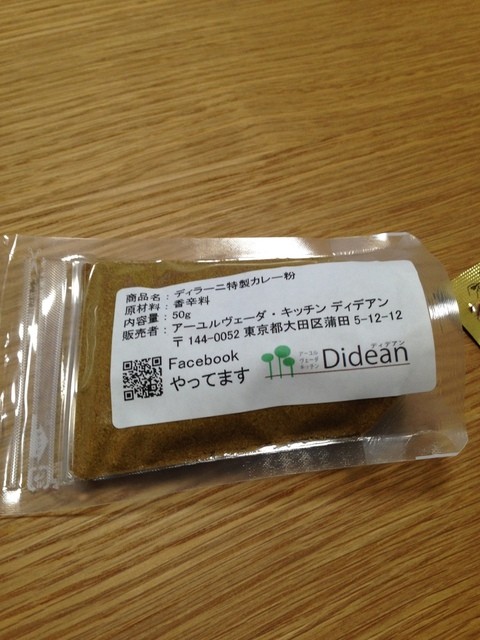 商品名：ディラーニ特製カレー粉
原材料：香辛料
内容量：50g
販売者：アーユルヴェーダ・キッチン ディデアン
〒144-0052 東京都大田区蒲田 5-12-12
Facebook
やってます
アーユル
ヴェーダ
キッチン
ディデアン
Didean